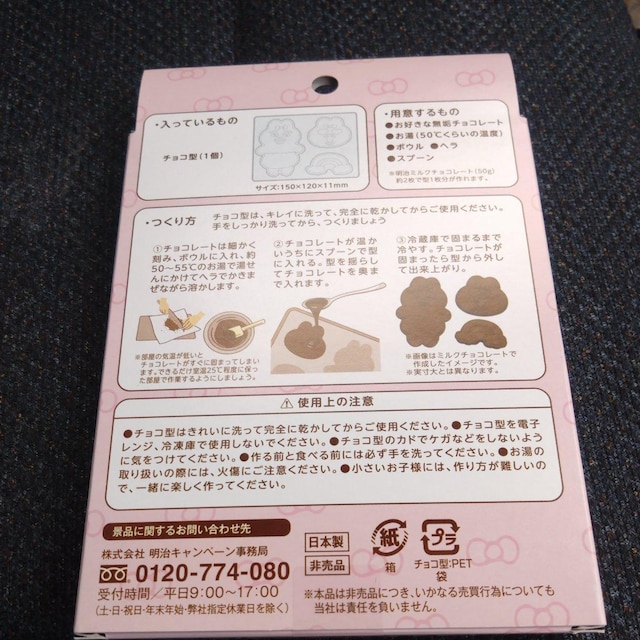 ・入っているもの
チョコ型(1個)
サイズ:150×120×11mm
・用意するもの
●お好きな無垢チョコレート
●お湯(50℃くらいの温度)
●ボウル ●ヘラ
●スプーン
※明治ミルクチョコレート(50g)
約2枚で型1枚分が作れます。
・つくり方
チョコ型は、キレイに洗って、完全に乾かしてからご使用ください。
手をしっかり洗ってから、つくりましょう
①チョコレートは細かく
刻み、ボウルに入れ、約
50~55℃のお湯で湯せ
んにかけてヘラでかきま
ぜながら溶かします。
※部屋の気温が低いと
チョコレートがすぐに固まってしまい
ます。できるだけ室温25℃程度に保っ
た部屋で作業するようにしましょう。
②チョコレートが温か
いうちにスプーンで型
に入れる。型を揺らし
てチョコレートを奥ま
で入れます。
③冷蔵庫で固まるまで
冷やす。チョコレートが
固まったら型から外し
て出来上がり。
※画像はミルクチョコレートで
作成したイメージです。
※実寸大とは異なります。
⚠ 使用上の注意
●チョコ型はきれいに洗って完全に乾かしてからご使用ください。●チョコ型を電子
レンジ、冷凍庫で使用しないでください。●チョコ型のカドでケガなどをしないよう
に気をつけてください。●作る前と食べる前には必ず手を洗ってください。●お湯の
取り扱いの際には、火傷にご注意ください。●小さいお子様には、作り方が難しいの
で、一緒に楽しく作ってください。
景品に関するお問い合わせ先
株式会社 明治キャンペーン事務局
0120-774-080
受付時間/平日9:00~17:00
(土・日・祝日・年末年始・弊社指定休業日を除く)
日本製
非売品
紙
箱
プラ
チョコ型:PET
袋
※本品は非売品につき、いかなる売買行為についても
当社は責任を負いません。